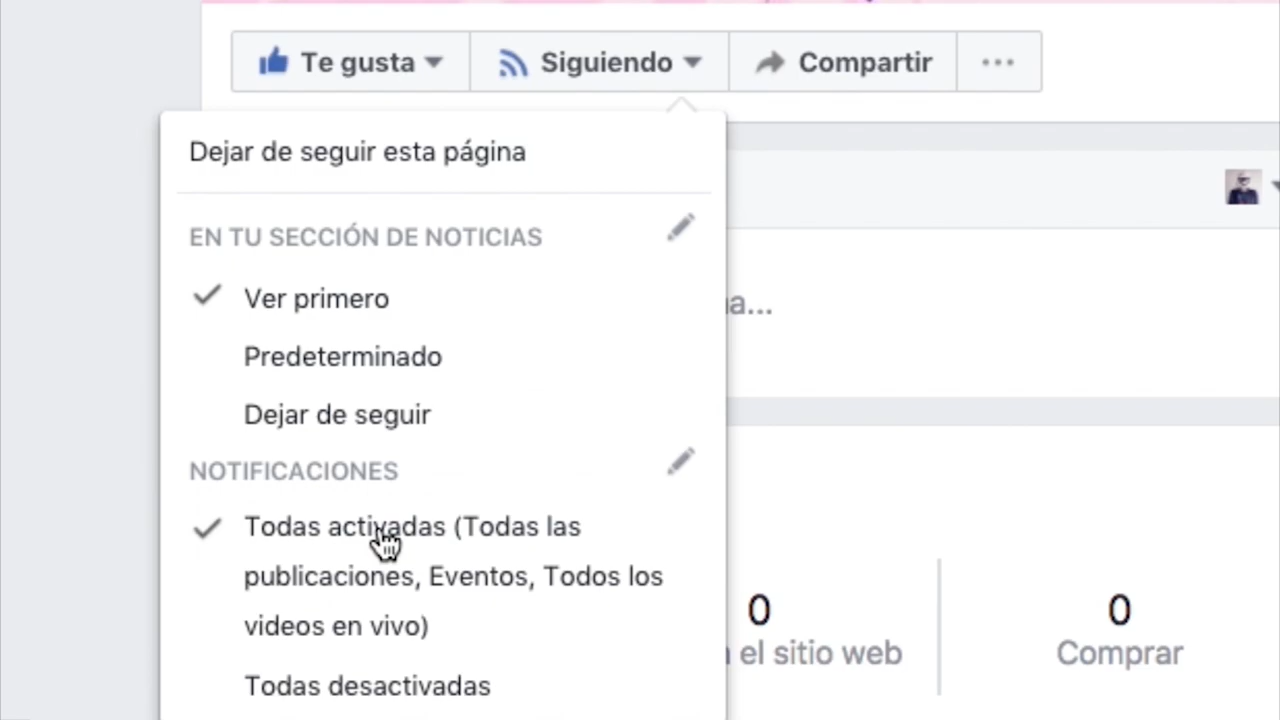 Te gusta Siguiendo Compartir
Dejar de seguir esta página
EN TU SECCIÓN DE NOTICIAS
Ver primero
Predeterminado
Dejar de seguir
NOTIFICACIONES
Todas activadas (Todas las
publicaciones, Eventos, Todos los
videos en vivo)
Todas desactivadas
0
el sitio web
0
Comprar